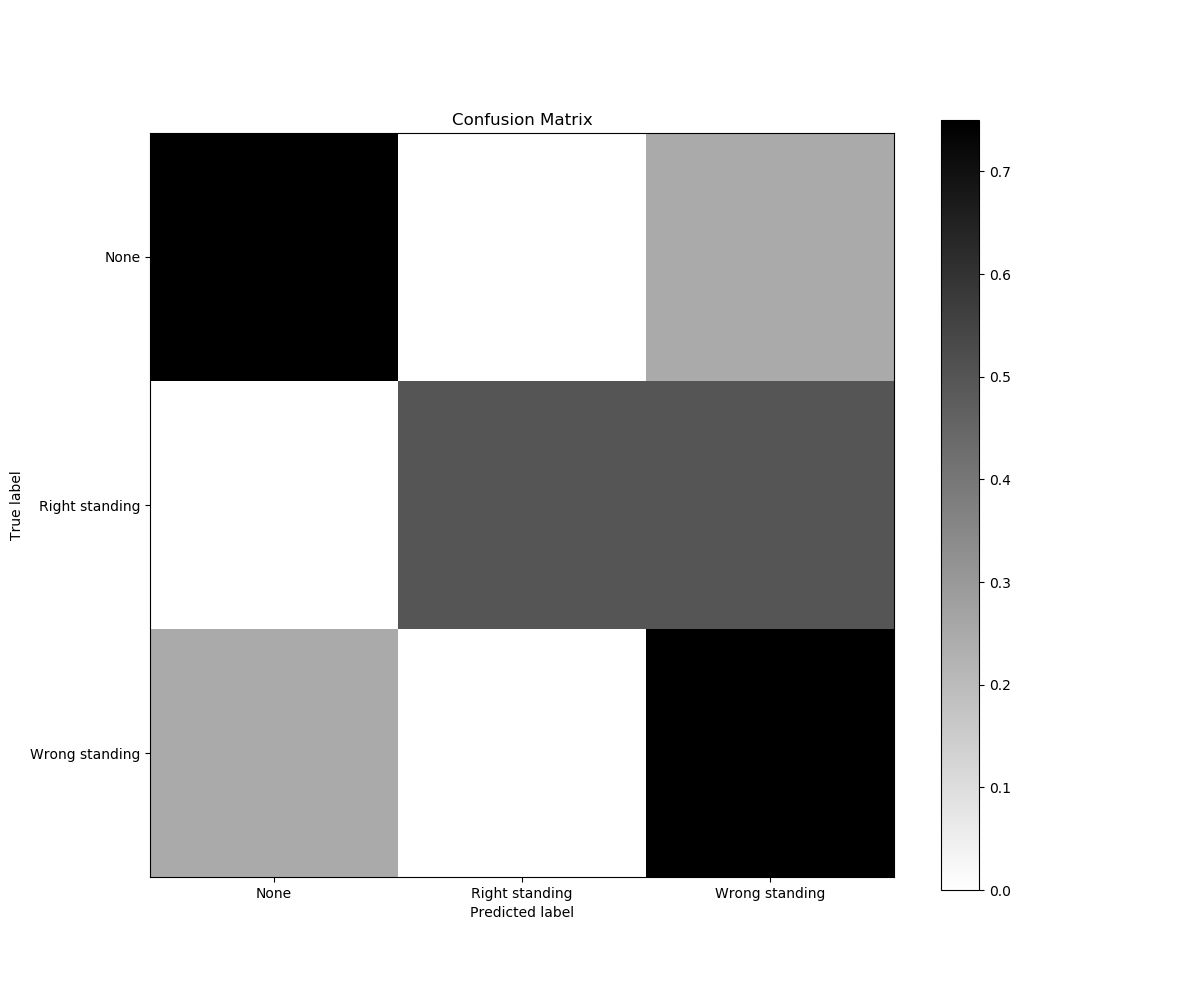 Confusion Matrix
None
Right standing
Wrong standing
True label
None
Right standing
Wrong standing
Predicted label
0.7
0.6
0.5
0.4
0.3
0.2
0.1
0.0